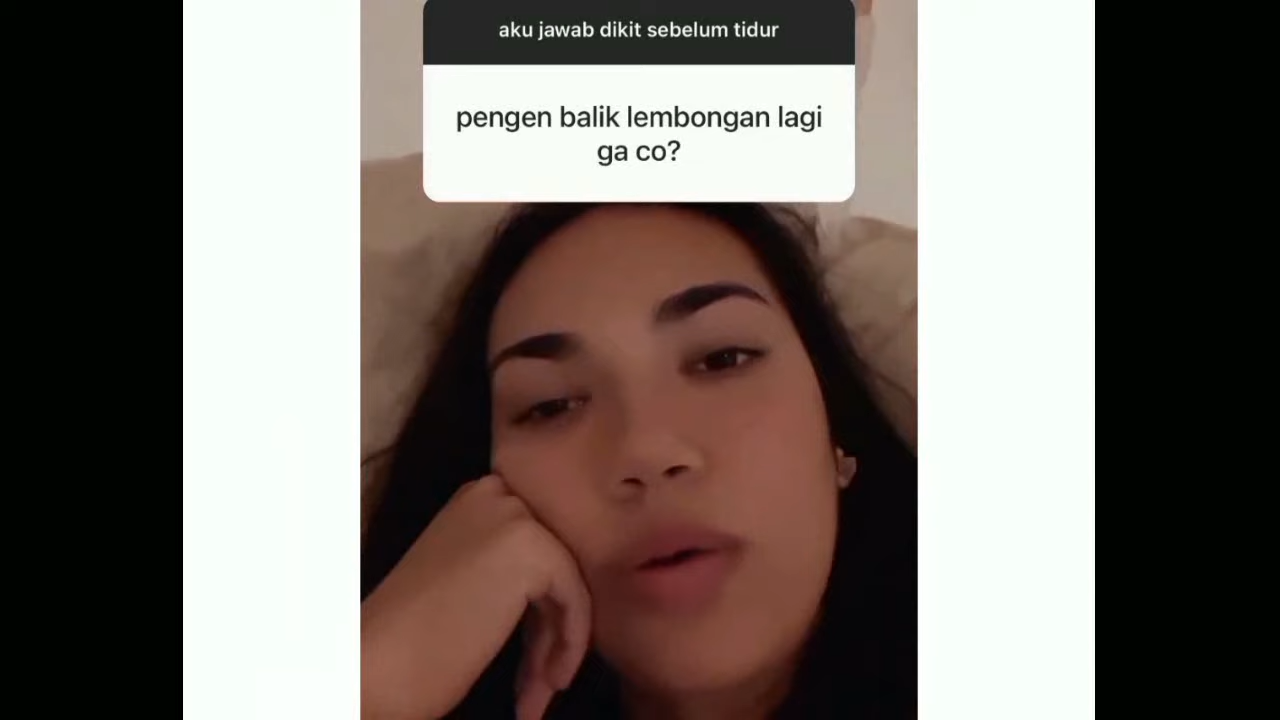 aku jawab dikit sebelum tidur
pengen balik lembongan lagi
ga co?